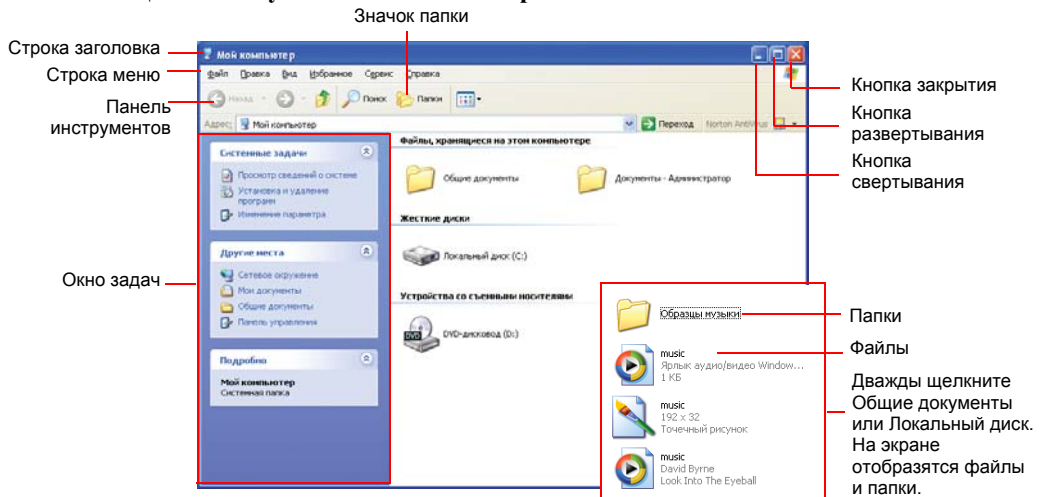 Значок папки
Строка заголовка
Мой компьютер
Строка меню
Файл Правка Вид Избранное Сервис Справка
Кнопка закрытия
Панель
инструментов
Назад
Поиск
Папки
Кнопка
развертывания
Адрес:
Мой компьютер
Переход
Norton AntiVirus
Кнопка
свертывания
Системные задачи
Просмотр сведений о системе
Установка и удаление
программ
Изменение параметра
Файлы, хранящиеся на этом компьютере
Общие документы
Документы - Администратор
Жесткие диски
Локальный диск (C:)
Окно задач
Другие места
Сетевое окружение
Мои документы
Общие документы
Панель управления
Устройства со съемными носителями
DVD
DVD-дисковод (D:)
Подробно
Мой компьютер
Системная папка
Образцы музыки
music
Ярлык аудио/видео Window...
1 КБ
music
192 x 32
Точечный рисунок
music
David Byrne
Look Into The Eyeball
Папки
Файлы
Дважды щелкните
Общие документы
или Локальный диск.
На экране
отобразятся файлы
и папки.